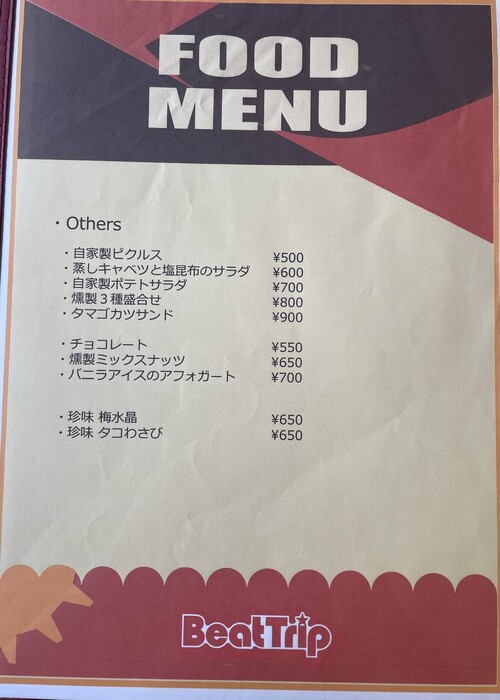 FOOD
MENU
・Others
・自家製ピクルス ¥500
・蒸しキャベツと塩昆布のサラダ ¥600
・自家製ポテトサラダ ¥700
・燻製３種盛合せ ¥800
・タマゴカツサンド ¥900
・チョコレート ¥550
・燻製ミックスナッツ ¥650
・バニラアイスのアフォガート ¥700
・珍味 梅水晶 ¥650
・珍味 タコわさび ¥650
BeatTrip